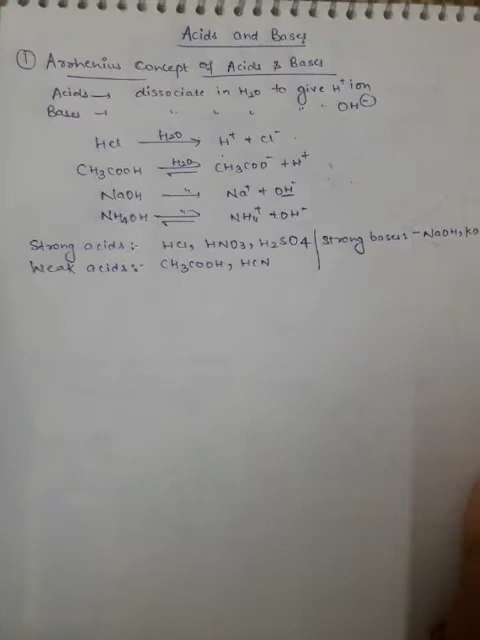 Acids and Bases
① Arrhenius Concept of Acids & Bases
Acids → dissociate in H2O to give H+ ion
Bases → " " " " " OH⊖
HCl —H2O→ H+ + Cl-
CH3COOH ⇌H2O CH3COO- + H+
NaOH —"→ Na+ + OH-
NH4OH ⇌" NH4+ + OH-
Strong acids :- HCl, HNO3, H2SO4 | Strong bases :- NaOH, KO
Weak acids :- CH3COOH, HCN